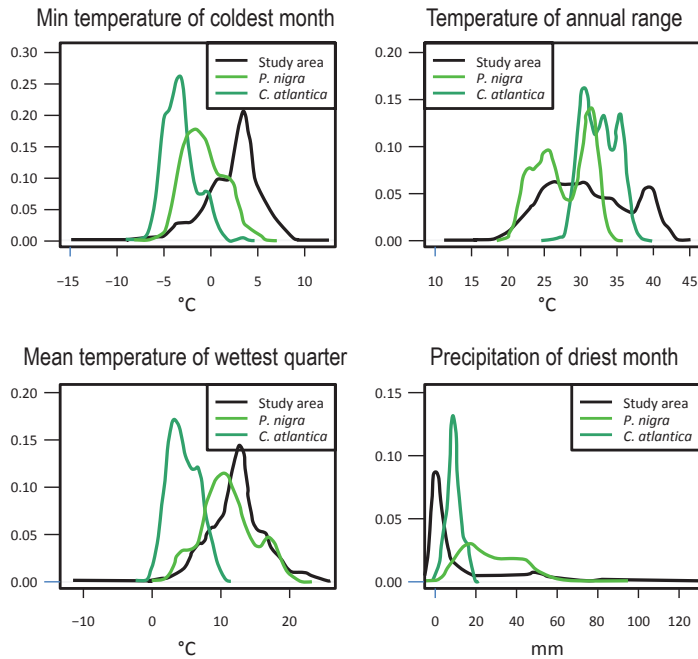 Min temperature of coldest month
0.30
0.25
0.20
0.15
0.10
0.05
0.00
Study area
P. nigra
C. atlantica
−15 −10 −5 0 5 10
°C
Temperature of annual range
0.20
0.15
0.10
0.05
0.00
Study area
P. nigra
C. atlantica
10 15 20 25 30 35 40 45
°C
Mean temperature of wettest quarter
0.20
0.15
0.10
0.05
0.00
Study area
P. nigra
C. atlantica
−10 0 10 20
°C
Precipitation of driest month
0.15
0.10
0.05
0.00
Study area
P. nigra
C. atlantica
0 20 40 60 80 100 120
mm